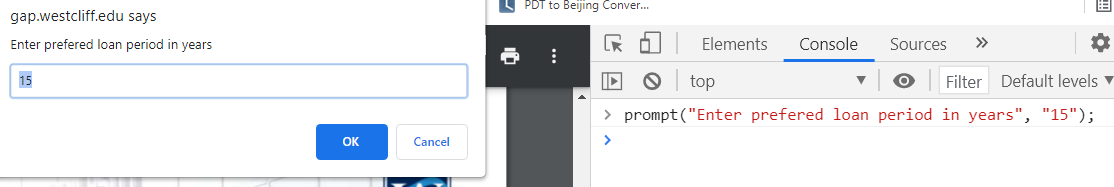 gap.westcliff.edu says
Enter prefered loan period in years
15
OK
Cancel
PDT to Beijing Conver...
Elements
Console
Sources
top
Filter
Default levels
prompt("Enter prefered loan period in years", "15");